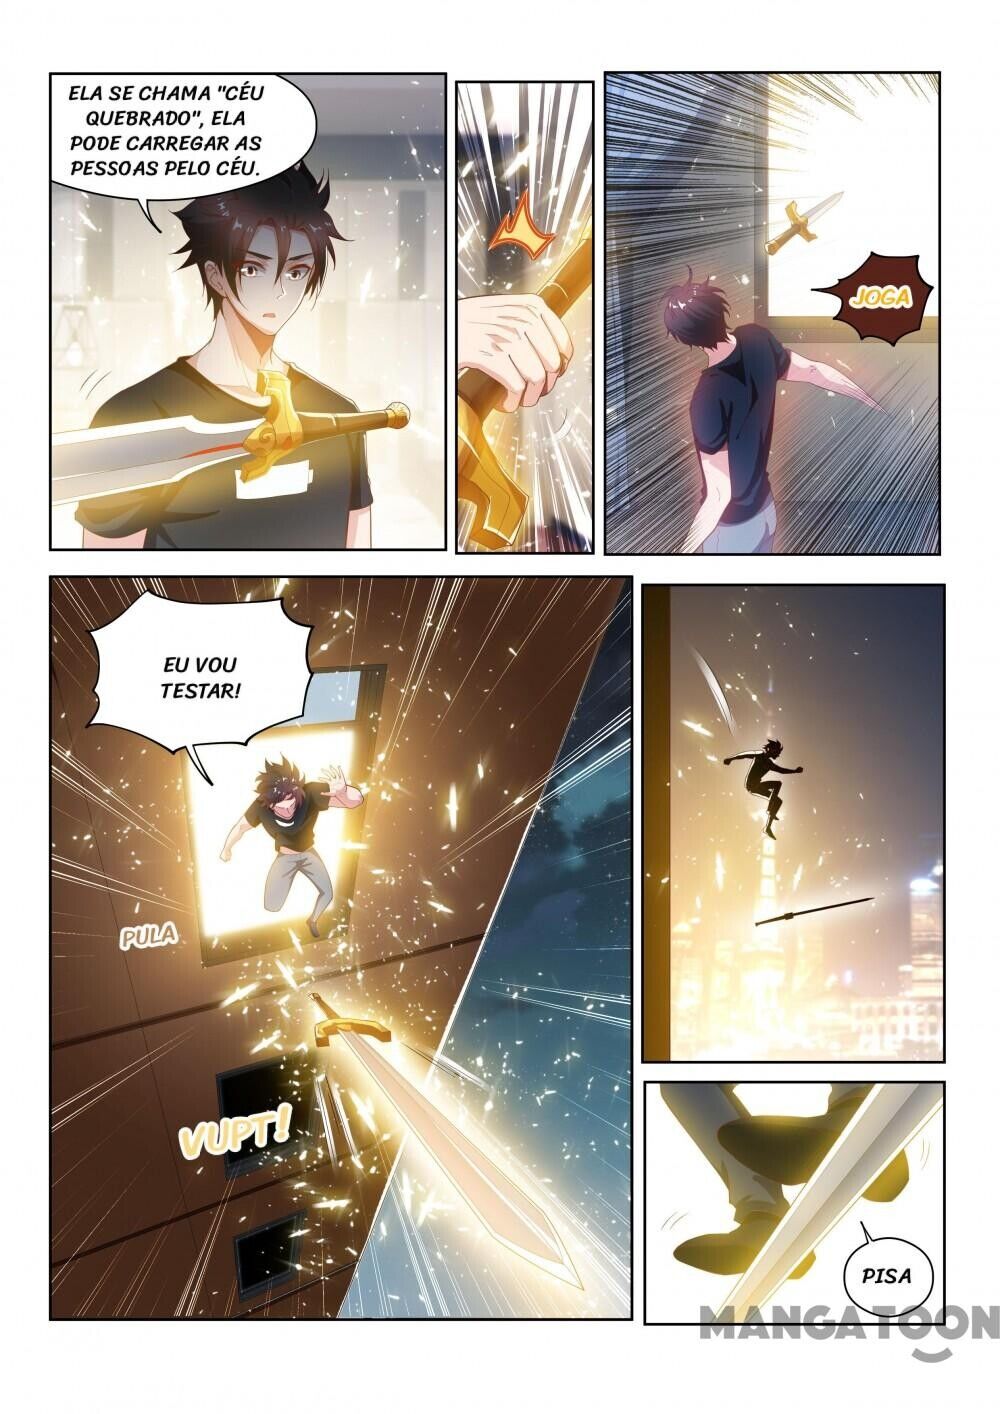 ELA SE CHAMA "CÉU
QUEBRADO", ELA
PODE CARREGAR AS
PESSOAS PELO CÉU.
JOGA
EU VOU
TESTAR!
PULA
VUPT!
PISA
MANGATOON